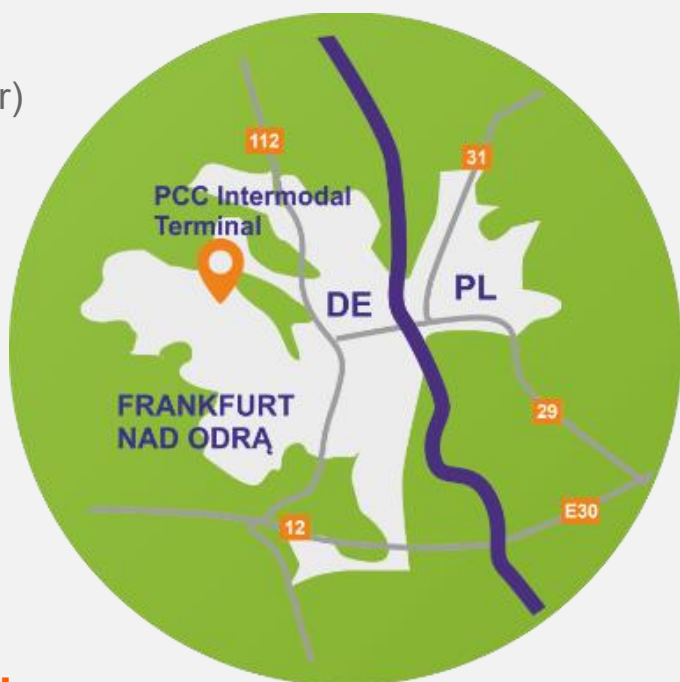 r)
112
31
PCC Intermodal
Terminal
DE
PL
FRANKFURT
NAD ODRĄ
29
E30
12